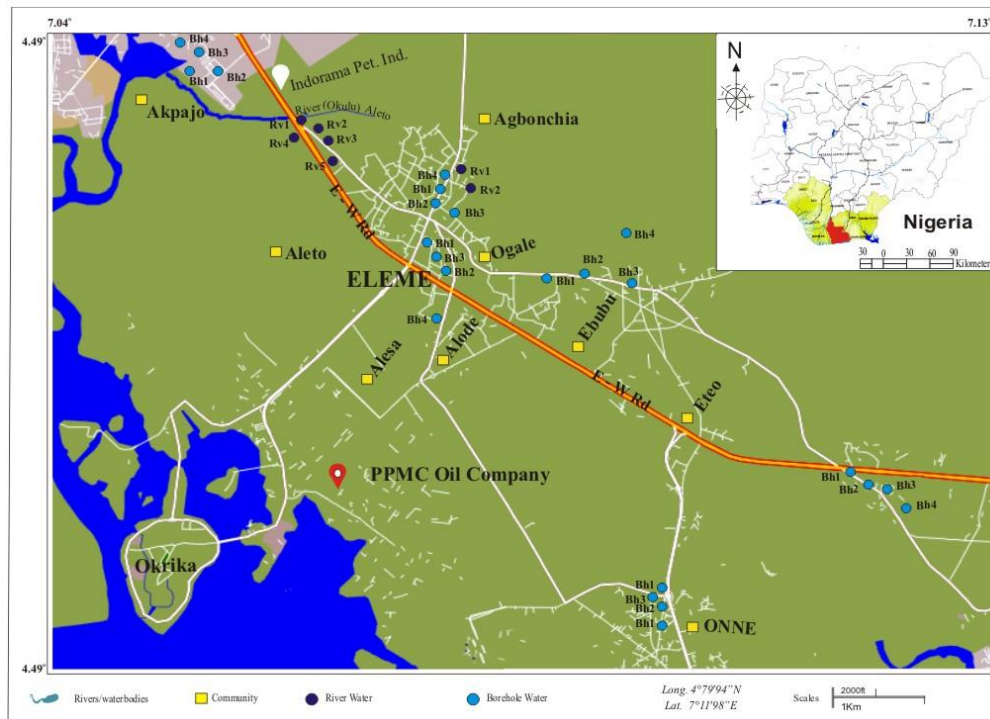 7.04"
7.13"
4.49"
Bh4
Bh3
Bh1
Bh2
Indorama Pet. Ind.
N
Nigeria
30 0 30 60 90
Kilometer
Akpajo
River (Okulu) Aleto
Rv1
Rv2
Rv3
Rv4
Rv5
Agbonchia
Bh4
Rv1
Bh1
Rv2
Bh2
Bh3
E - W Rd
Aleto
Bh1
Bh3
Bh2
Ogale
ELEME
Bh4
Bh2
Bh1
Bh3
Bh4
Alode
Alesa
Ebubu
E - W Rd
Eteo
PPMC Oil Company
Bh1
Bh2
Bh3
Bh4
Okrika
Bh1
Bh3
Bh2
Bh1
ONNE
4.49"
Rivers/waterbodies
Community
River Water
Borehole Water
Long. 4°79'94"N
Lat. 7°11'98"E
Scales
2000ft
1Km